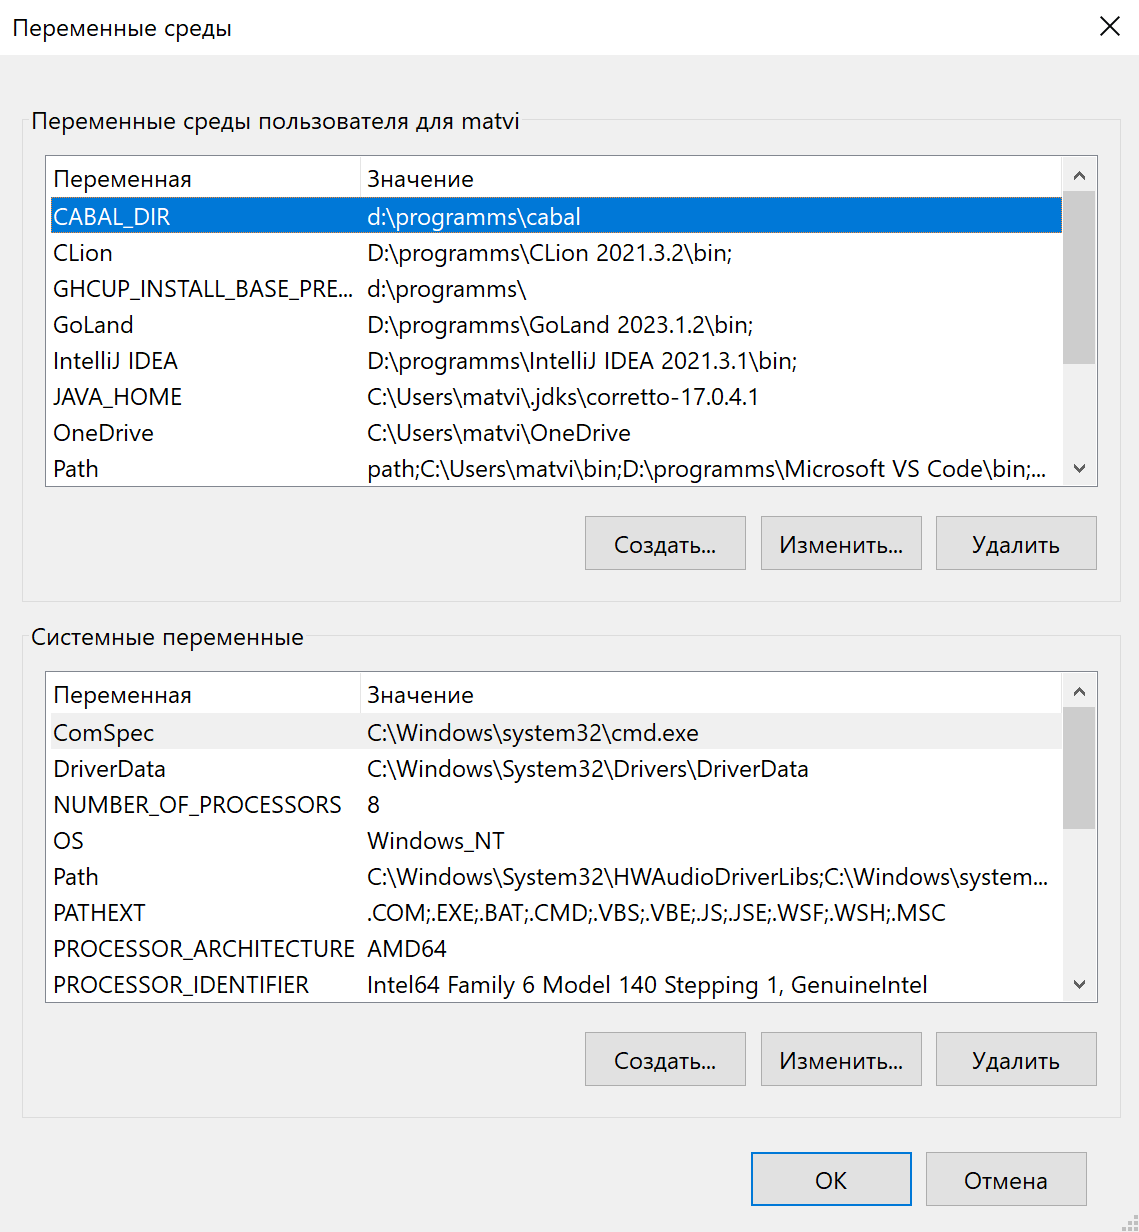 Переменные среды
Переменные среды пользователя для matvi
Переменная Значение
CABAL_DIR d:\programms\cabal
CLion D:\programms\CLion 2021.3.2\bin;
GHCUP_INSTALL_BASE_PRE... d:\programms\
GoLand D:\programms\GoLand 2023.1.2\bin;
IntelliJ IDEA D:\programms\IntelliJ IDEA 2021.3.1\bin;
JAVA_HOME C:\Users\matvi\.jdks\corretto-17.0.4.1
OneDrive C:\Users\matvi\OneDrive
Path path;C:\Users\matvi\bin;D:\programms\Microsoft VS Code\bin;...
Создать... Изменить... Удалить
Системные переменные
Переменная Значение
ComSpec C:\Windows\system32\cmd.exe
DriverData C:\Windows\System32\Drivers\DriverData
NUMBER_OF_PROCESSORS 8
OS Windows_NT
Path C:\Windows\System32\HWAudioDriverLibs;C:\Windows\system...
PATHEXT .COM;.EXE;.BAT;.CMD;.VBS;.VBE;.JS;.JSE;.WSF;.WSH;.MSC
PROCESSOR_ARCHITECTURE AMD64
PROCESSOR_IDENTIFIER Intel64 Family 6 Model 140 Stepping 1, GenuineIntel
Создать... Изменить... Удалить
ОК Отмена